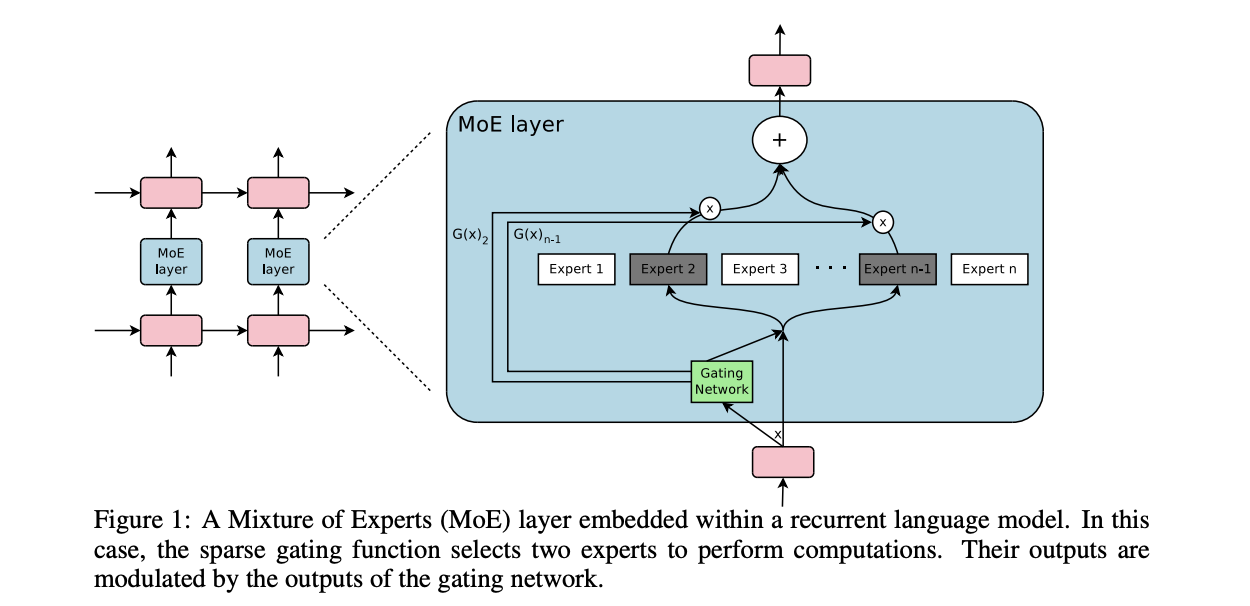 MoE layer
+
x
x
G(x)2
G(x)n-1
MoE
layer
MoE
layer
Expert 1
Expert 2
Expert 3
. . .
Expert n-1
Expert n
Gating
Network
x
Figure 1: A Mixture of Experts (MoE) layer embedded within a recurrent language model. In this
case, the sparse gating function selects two experts to perform computations. Their outputs are
modulated by the outputs of the gating network.